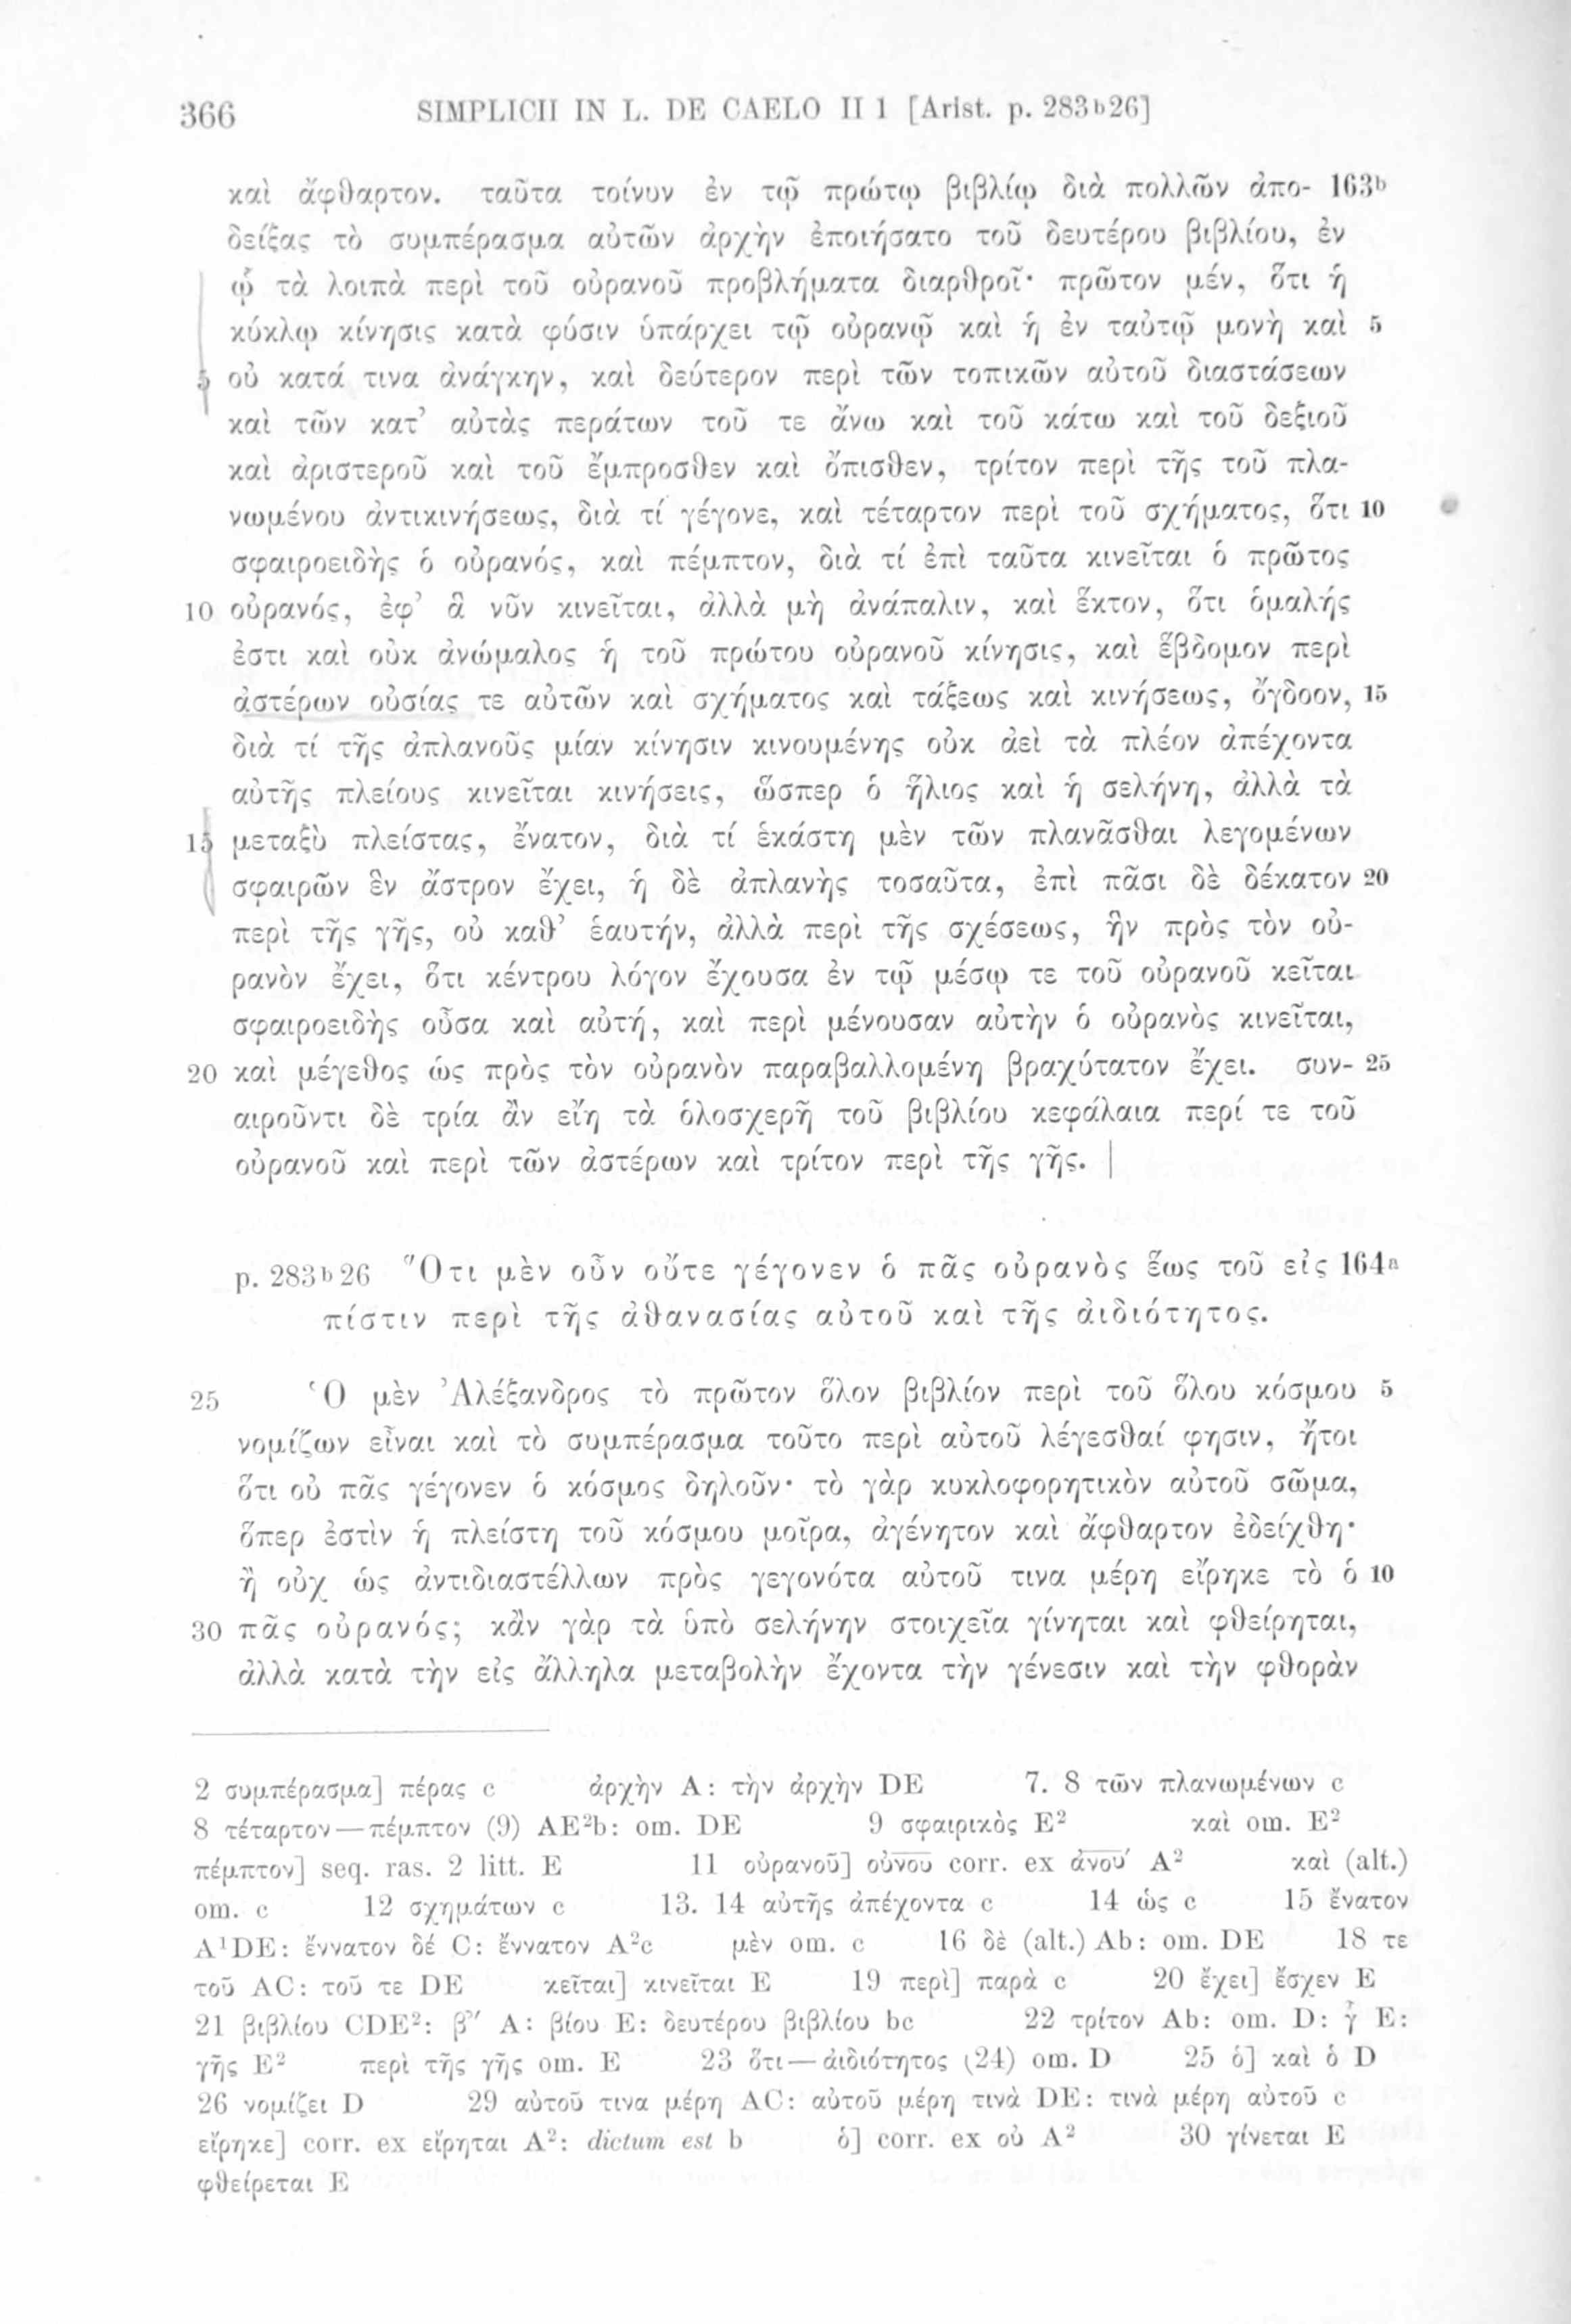 366 SIMPLICII IN L. DE CAELO II 1 [Arist. p. 283b26]
καὶ ἄφθαρτον. ταῦτα τοίνυν ἐν τῷ πρώτῳ βιβλίῳ διὰ πολλῶν ἀπο- 163b
δείξας τὸ συμπέρασμα αὐτῶν ἀρχὴν ἐποιήσατο τοῦ δευτέρου βιβλίου, ἐν
ᾧ τὰ λοιπὰ περὶ τοῦ οὐρανοῦ προβλήματα διαρθροῖ· πρῶτον μέν, ὅτι ἡ
κύκλῳ κίνησις κατὰ φύσιν ὑπάρχει τῷ οὐρανῷ καὶ ἡ ἐν ταὐτῷ μονὴ καὶ 5
5 οὐ κατά τινα ἀνάγκην, καὶ δεύτερον περὶ τῶν τοπικῶν αὐτοῦ διαστάσεων
καὶ τῶν κατ’ αὐτὰς περάτων τοῦ τε ἄνω καὶ τοῦ κάτω καὶ τοῦ δεξιοῦ
καὶ ἀριστεροῦ καὶ τοῦ ἔμπροσθεν καὶ ὄπισθεν, τρίτον περὶ τῆς τοῦ πλα-
νωμένου ἀντικινήσεως, διὰ τί γέγονε, καὶ τέταρτον περὶ τοῦ σχήματος, ὅτι 10
σφαιροειδὴς ὁ οὐρανός, καὶ πέμπτον, διὰ τί ἐπὶ ταῦτα κινεῖται ὁ πρῶτος
10 οὐρανός, ἐφ’ ἃ νῦν κινεῖται, ἀλλὰ μὴ ἀνάπαλιν, καὶ ἕκτον, ὅτι ὁμαλής
ἐστι καὶ οὐκ ἀνώμαλος ἡ τοῦ πρώτου οὐρανοῦ κίνησις, καὶ ἕβδομον περὶ
ἀστέρων οὐσίας τε αὐτῶν καὶ σχήματος καὶ τάξεως καὶ κινήσεως, ὄγδοον, 15
διὰ τί τῆς ἀπλανοῦς μίαν κίνησιν κινουμένης οὐκ ἀεὶ τὰ πλέον ἀπέχοντα
αὐτῆς πλείους κινεῖται κινήσεις, ὥσπερ ὁ ἥλιος καὶ ἡ σελήνη, ἀλλὰ τὰ
15 μεταξὺ πλείστας, ἔνατον, διὰ τί ἑκάστη μὲν τῶν πλανᾶσθαι λεγομένων
σφαιρῶν ἓν ἄστρον ἔχει, ἡ δὲ ἀπλανὴς τοσαῦτα, ἐπὶ πᾶσι δὲ δέκατον 20
περὶ τῆς γῆς, οὐ καθ’ ἑαυτήν, ἀλλὰ περὶ τῆς σχέσεως, ἣν πρὸς τὸν οὐ-
ρανὸν ἔχει, ὅτι κέντρου λόγον ἔχουσα ἐν τῷ μέσῳ τε τοῦ οὐρανοῦ κεῖται
σφαιροειδὴς οὖσα καὶ αὐτή, καὶ περὶ μένουσαν αὐτὴν ὁ οὐρανὸς κινεῖται,
20 καὶ μέγεθος ὡς πρὸς τὸν οὐρανὸν παραβαλλομένη βραχύτατον ἔχει. συν- 25
αιροῦντι δὲ τρία ἂν εἴη τὰ ὁλοσχερῆ τοῦ βιβλίου κεφάλαια περί τε τοῦ
οὐρανοῦ καὶ περὶ τῶν ἀστέρων καὶ τρίτον περὶ τῆς γῆς. |
p. 283b26 Ὅτι μὲν οὖν οὔτε γέγονεν ὁ πᾶς οὐρανὸς ἕως τοῦ εἰς 164a
πίστιν περὶ τῆς ἀθανασίας αὐτοῦ καὶ τῆς ἀιδιότητος.
25 Ὁ μὲν Ἀλέξανδρος τὸ πρῶτον ὅλον βιβλίον περὶ τοῦ ὅλου κόσμου 5
νομίζων εἶναι καὶ τὸ συμπέρασμα τοῦτο περὶ αὐτοῦ λέγεσθαί φησιν, ἤτοι
ὅτι οὐ πᾶς γέγονεν ὁ κόσμος δηλοῦν· τὸ γὰρ κυκλοφορητικὸν αὐτοῦ σῶμα,
ὅπερ ἐστὶν ἡ πλείστη τοῦ κόσμου μοῖρα, ἀγένητον καὶ ἄφθαρτον ἐδείχθη·
ἢ οὐχ ὡς ἀντιδιαστέλλων πρὸς γεγονότα αὐτοῦ τινα μέρη εἴρηκε τὸ ὁ 10
30 πᾶς οὐρανός; κἂν γὰρ τὰ ὑπὸ σελήνην στοιχεῖα γίνηται καὶ φθείρηται,
ἀλλὰ κατὰ τὴν εἰς ἄλληλα μεταβολὴν ἔχοντα τὴν γένεσιν καὶ τὴν φθορὰν
2 συμπέρασμα] πέρας c ἀρχὴν A: τὴν ἀρχὴν DE 7. 8 τῶν πλανωμένων c
8 τέταρτον—πέμπτον (9) AE²b: om. DE 9 σφαιρικὸς E² καὶ om. E²
πέμπτον] seq. ras. 2 litt. E 11 οὐρανοῦ] οὐνοῦ corr. ex ἀνου A² καὶ (alt.)
om. c 12 σχημάτων c 13. 14 αὐτῆς ἀπέχοντα c 14 ὡς c 15 ἔνατον
A¹DE: ἔννατον δέ C: ἔννατον A²c μὲν om. c 16 δὲ (alt.) Ab: om. DE 18 τε
τοῦ AC: τοῦ τε DE κεῖται] κινεῖται E 19 περὶ] παρὰ c 20 ἔχει] ἔσχεν E
21 βιβλίου CDE²: β′′ A: βίου E: δευτέρου βιβλίου bc 22 τρίτον Ab: om. D: γ E:
γῆς E² περὶ τῆς γῆς om. E 23 ὅτι—ἀιδιότητος (24) om. D 25 ὁ] καὶ ὁ D
26 νομίζει D 29 αὐτοῦ τινα μέρη AC: αὐτοῦ μέρη τινὰ DE: τινὰ μέρη αὐτοῦ c
εἴρηκε] corr. ex εἴρηται A²: dictum est b ὁ] corr. ex οὐ A² 30 γίνεται E
φθείρεται E